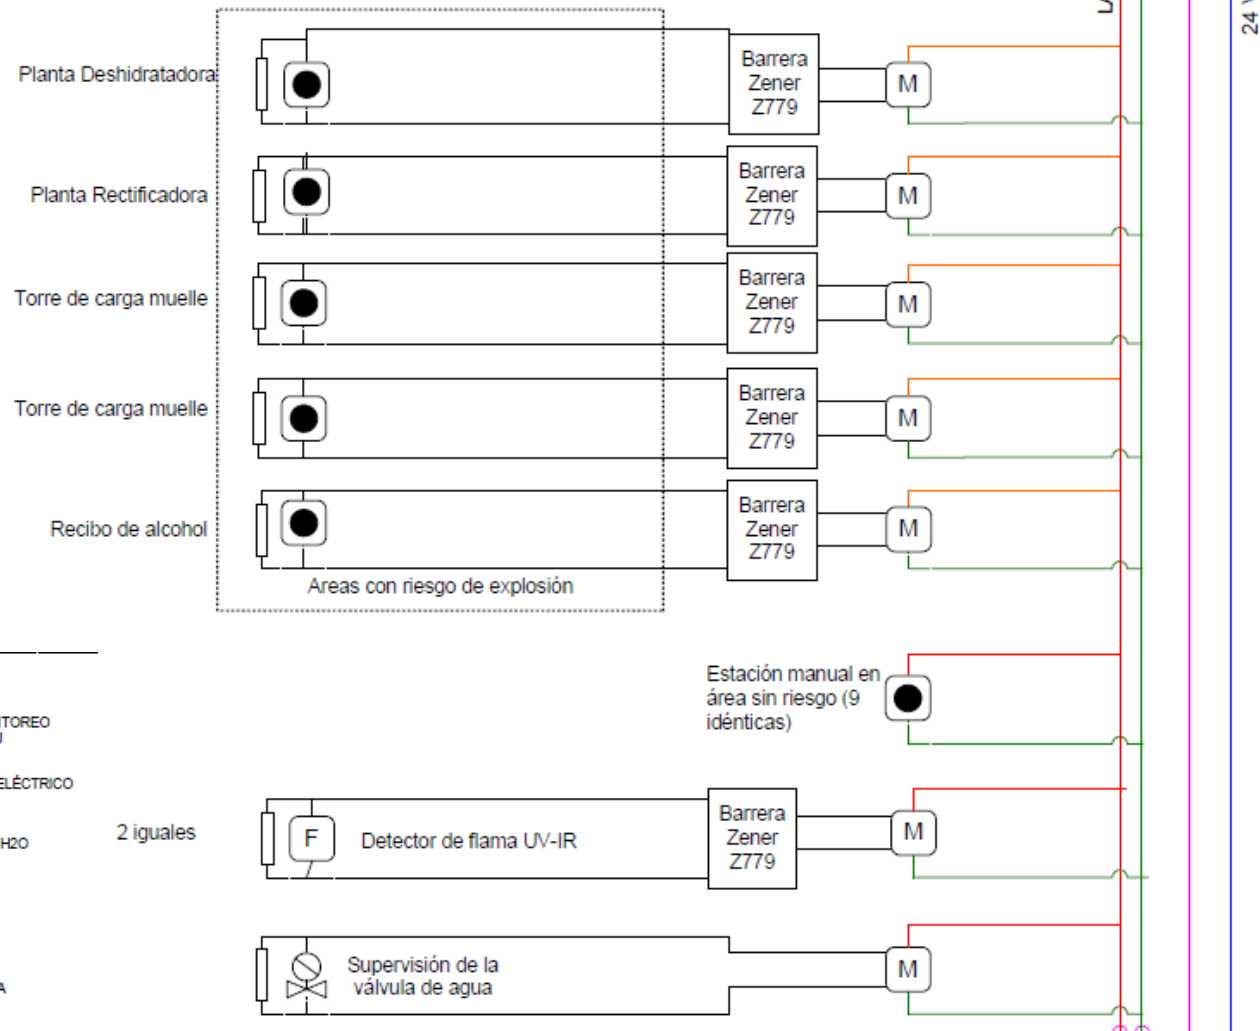 24 V
Planta Deshidratadora
Barrera
Zener
Z779
M
Planta Rectificadora
Barrera
Zener
Z779
M
Torre de carga muelle
Barrera
Zener
Z779
M
Torre de carga muelle
Barrera
Zener
Z779
M
Recibo de alcohol
Barrera
Zener
Z779
M
Areas con riesgo de explosión
Estación manual en
área sin riesgo (9
idénticas)
ITOREO
ELÉCTRICO
H2O
2 iguales
F
Detector de flama UV-IR
Barrera
Zener
Z779
M
Supervisión de la
válvula de agua
M
A